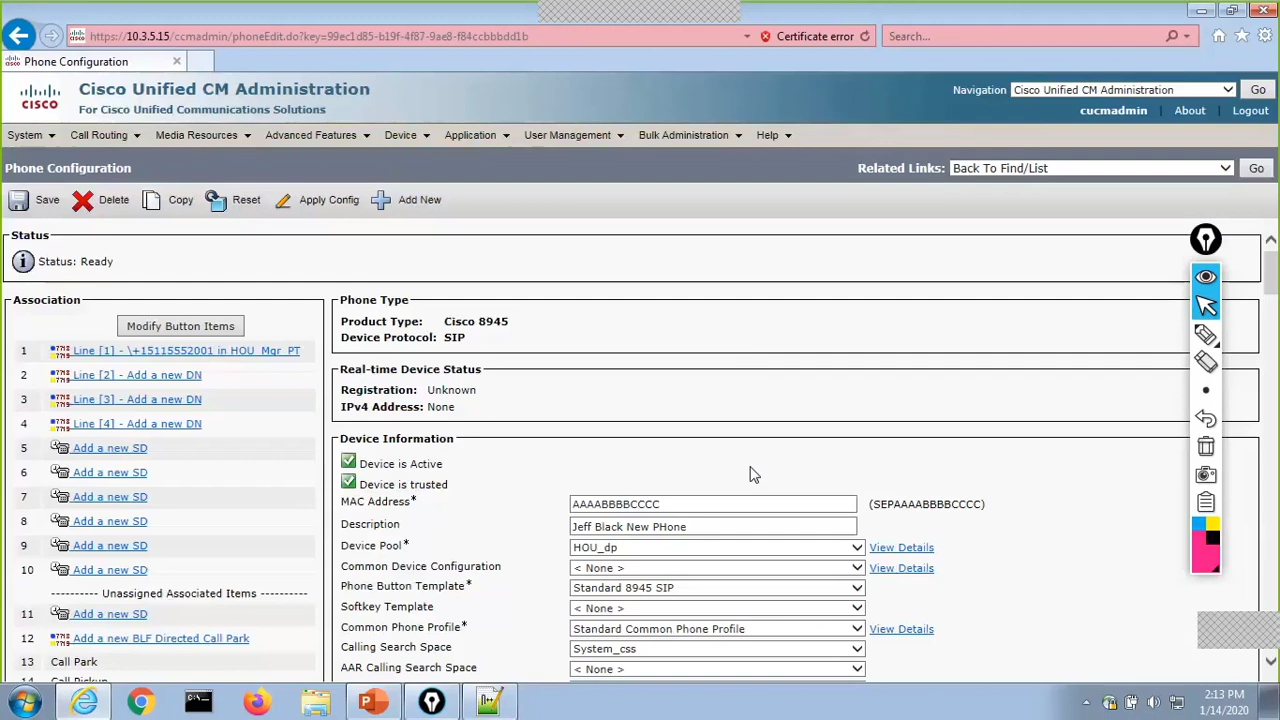 https://10.3.5.15/ccmadmin/phoneEdit.do?key=99ec1d85-b19f-4f87-9ae8-f84ccbbbdd1b
Certificate error
Search...
Phone Configuration
CISCO
Cisco Unified CM Administration
For Cisco Unified Communications Solutions
Navigation Cisco Unified CM Administration Go
cucmadmin About Logout
System Call Routing Media Resources Advanced Features Device Application User Management Bulk Administration Help
Phone Configuration
Related Links: Back To Find/List Go
Save Delete Copy Reset Apply Config Add New
Status
Status: Ready
Association
Modify Button Items
1 Line [1] - \+15115552001 in HOU_Mgr_PT
2 Line [2] - Add a new DN
3 Line [3] - Add a new DN
4 Line [4] - Add a new DN
5 Add a new SD
6 Add a new SD
7 Add a new SD
8 Add a new SD
9 Add a new SD
10 Add a new SD
---------- Unassigned Associated Items ----------
11 Add a new SD
12 Add a new BLF Directed Call Park
13 Call Park
14 Call Pickup
Phone Type
Product Type: Cisco 8945
Device Protocol: SIP
Real-time Device Status
Registration: Unknown
IPv4 Address: None
Device Information
Device is Active
Device is trusted
MAC Address* AAAABBBBCCCC (SEPAAAABBBBCCCC)
Description Jeff Black New PHone
Device Pool* HOU_dp View Details
Common Device Configuration < None > View Details
Phone Button Template* Standard 8945 SIP
Softkey Template < None >
Common Phone Profile* Standard Common Phone Profile View Details
Calling Search Space System_css
AAR Calling Search Space < None >
2:13 PM
1/14/2020